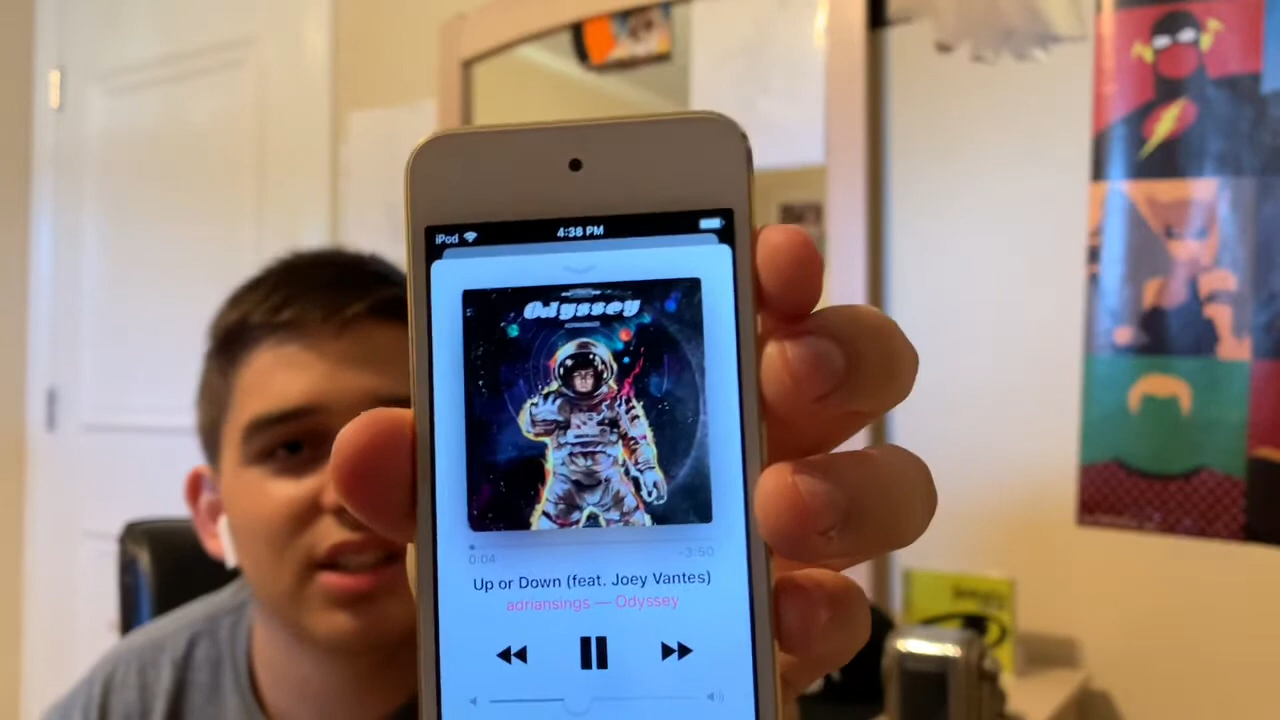 iPod
4:38 PM
Odyssey
0:04
-3:50
Up or Down (feat. Joey Vantes)
adriansings — Odyssey